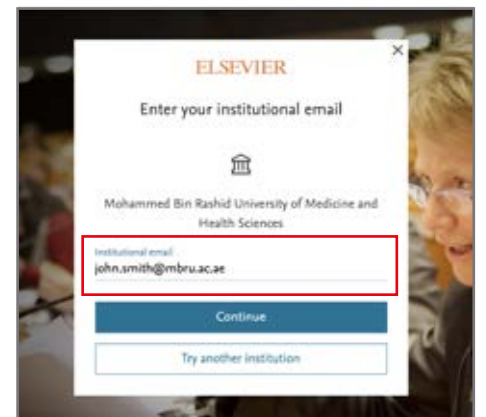 ELSEVIER
Enter your institutional email
Mohammed Bin Rashid University of Medicine and
Health Sciences
Institutional email
john.smith@mbru.ac.ae
Continue
Try another institution